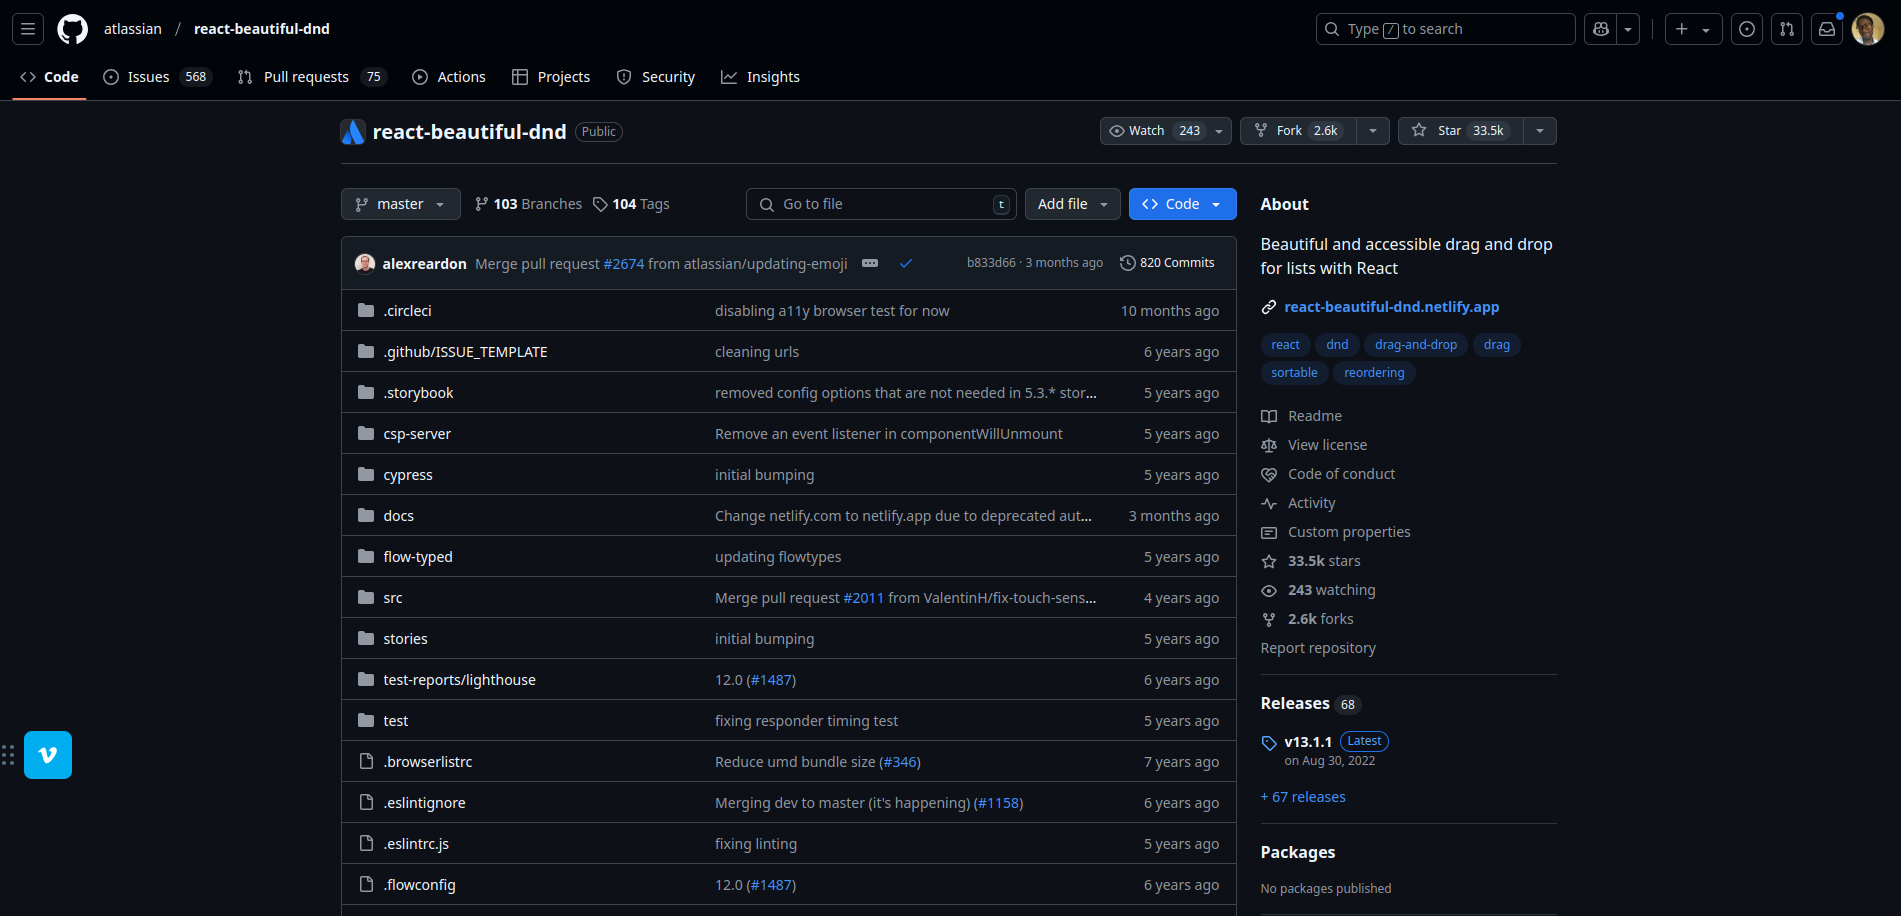 atlassian / react-beautiful-dnd
Type / to search
Code
Issues 568
Pull requests 75
Actions
Projects
Security
Insights
react-beautiful-dnd Public
Watch 243
Fork 2.6k
Star 33.5k
master
103 Branches
104 Tags
Go to file t
Add file
Code
alexreardon Merge pull request #2674 from atlassian/updating-emoji b833d66 · 3 months ago 820 Commits
.circleci disabling a11y browser test for now 10 months ago
.github/ISSUE_TEMPLATE cleaning urls 6 years ago
.storybook removed config options that are not needed in 5.3.* stor... 5 years ago
csp-server Remove an event listener in componentWillUnmount 5 years ago
cypress initial bumping 5 years ago
docs Change netlify.com to netlify.app due to deprecated aut... 3 months ago
flow-typed updating flowtypes 5 years ago
src Merge pull request #2011 from ValentinH/fix-touch-sens... 4 years ago
stories initial bumping 5 years ago
test-reports/lighthouse 12.0 (#1487) 6 years ago
test fixing responder timing test 5 years ago
.browserlistrc Reduce umd bundle size (#346) 7 years ago
.eslintignore Merging dev to master (it's happening) (#1158) 6 years ago
.eslintrc.js fixing linting 5 years ago
.flowconfig 12.0 (#1487) 6 years ago
About
Beautiful and accessible drag and drop
for lists with React
react-beautiful-dnd.netlify.app
react dnd drag-and-drop drag
sortable reordering
Readme
View license
Code of conduct
Activity
Custom properties
33.5k stars
243 watching
2.6k forks
Report repository
Releases 68
v13.1.1 Latest
on Aug 30, 2022
+ 67 releases
Packages
No packages published